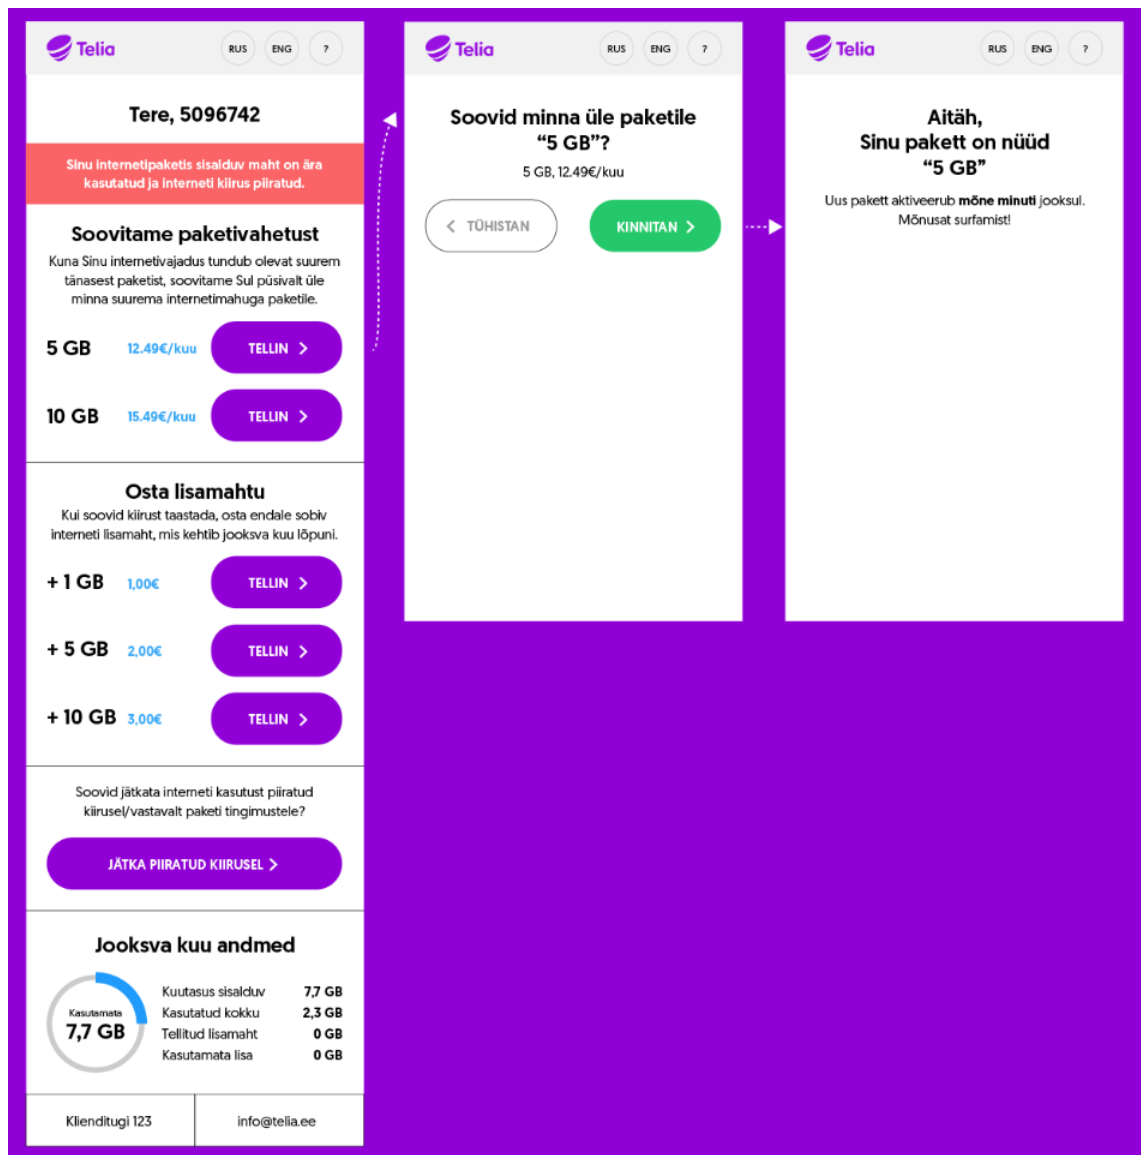 Telia
RUS ENG ?
Tere, 5096742
Sinu internetipaketis sisalduv maht on ära
kasutatud ja interneti kiirus piiratud.
Soovitame paketivahetust
Kuna Sinu internetivajadus tundub olevat suurem
tänasest paketist, soovitame Sul püsivalt üle
minna suurema internetimahuga paketile.
5 GB 12.49€/kuu TELLIN
10 GB 15.49€/kuu TELLIN
Osta lisamahtu
Kui soovid kiirust taastada, osta endale sobiv
interneti lisamaht, mis kehtib jooksva kuu lõpuni.
+ 1 GB 1,00€ TELLIN
+ 5 GB 2,00€ TELLIN
+ 10 GB 3,00€ TELLIN
Soovid jätkata interneti kasutust piiratud
kiirusel/vastavalt paketi tingimustele?
JÄTKA PIIRATUD KIIRUSEL
Jooksva kuu andmed
Kasutamata
7,7 GB
Kuutasus sisalduv 7,7 GB
Kasutatud kokku 2,3 GB
Tellitud lisamaht 0 GB
Kasutamata lisa 0 GB
Klienditugi 123 info@telia.ee
Telia
RUS ENG ?
Soovid minna üle paketile
“5 GB”?
5 GB, 12.49€/kuu
TÜHISTAN KINNITAN
Telia
RUS ENG ?
Aitäh,
Sinu pakett on nüüd
“5 GB”
Uus pakett aktiveerub mõne minuti jooksul.
Mõnusat surfamist!